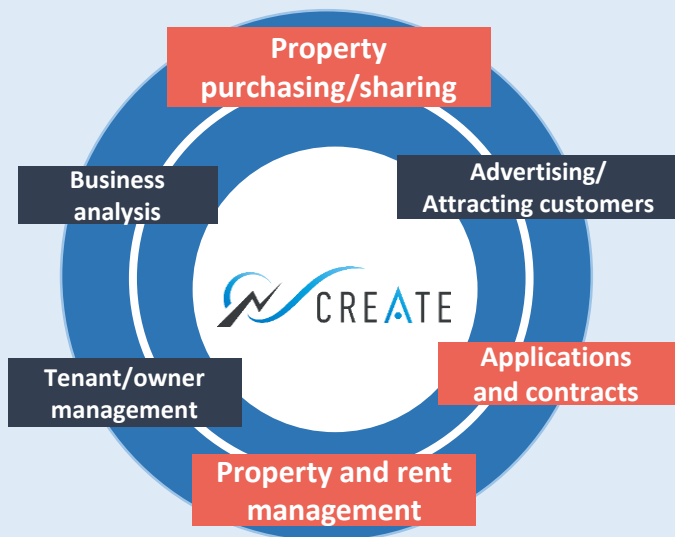 Property
purchasing/sharing
Business
analysis
Advertising/
Attracting customers
CREATE
Tenant/owner
management
Applications
and contracts
Property and rent
management